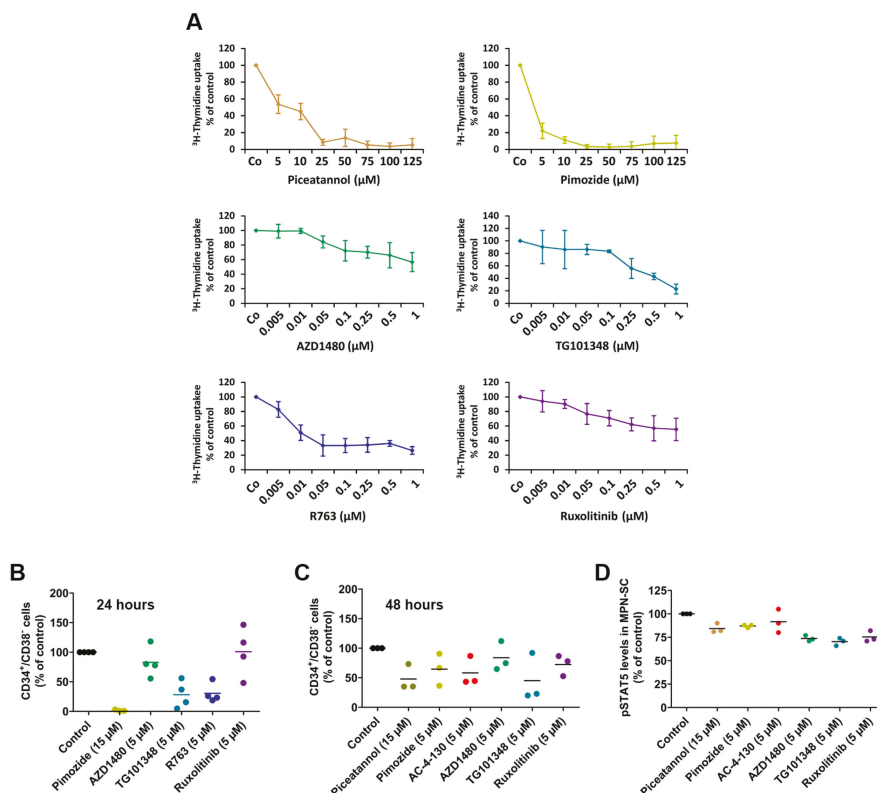 A
³H-Thymidine uptake
% of control
120
100
80
60
40
20
0
Co 5 10 25 50 75 100 125
Piceatannol (µM)
³H-Thymidine uptake
% of control
120
100
80
60
40
20
0
Co 5 10 25 50 75 100 125
Pimozide (µM)
³H-Thymidine uptake
% of control
120
100
80
60
40
20
0
Co 0.005 0.01 0.05 0.1 0.25 0.5 1
AZD1480 (µM)
³H-Thymidine uptake
% of control
140
120
100
80
60
40
20
0
Co 0.005 0.01 0.05 0.1 0.25 0.5 1
TG101348 (µM)
³H-Thymidine uptakee
% of control
120
100
80
60
40
20
0
Co 0.005 0.01 0.05 0.1 0.25 0.5 1
R763 (µM)
³H-Thymidine uptake
% of control
120
100
80
60
40
20
0
Co 0.005 0.01 0.05 0.1 0.25 0.5 1
Ruxolitinib (µM)
B
24 hours
CD34⁺/CD38⁻ cells
(% of control)
200
150
100
50
0
Control
Pimozide (15 µM)
AZD1480 (5 µM)
TG101348 (5 µM)
R763 (5 µM)
Ruxolitinib (5 µM)
C
48 hours
CD34⁺/CD38⁻ cells
(% of control)
200
150
100
50
0
Control
Piceatannol (15 µM)
Pimozide (5 µM)
AC-4-130 (5 µM)
AZD1480 (5 µM)
TG101348 (5 µM)
Ruxolitinib (5 µM)
D
pSTAT5 levels in MPN-SC
(% of control)
125
100
75
50
25
0
Control
Piceatannol (15 µM)
Pimozide (5 µM)
AC-4-130 (5 µM)
AZD1480 (5 µM)
TG101348 (5 µM)
Ruxolitinib (5 µM)